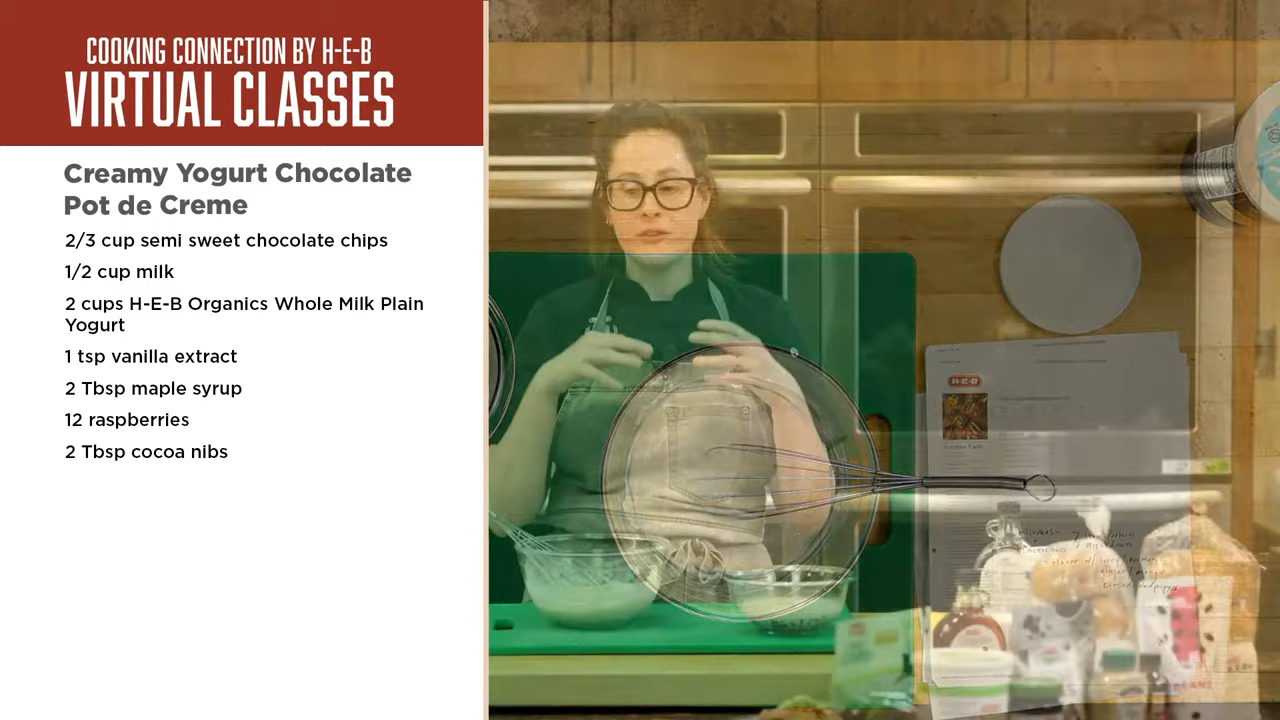 COOKING CONNECTION BY H-E-B
VIRTUAL CLASSES
Creamy Yogurt Chocolate
Pot de Creme
2/3 cup semi sweet chocolate chips
1/2 cup milk
2 cups H-E-B Organics Whole Milk Plain
Yogurt
1 tsp vanilla extract
2 Tbsp maple syrup
12 raspberries
2 Tbsp cocoa nibs
H-E-B